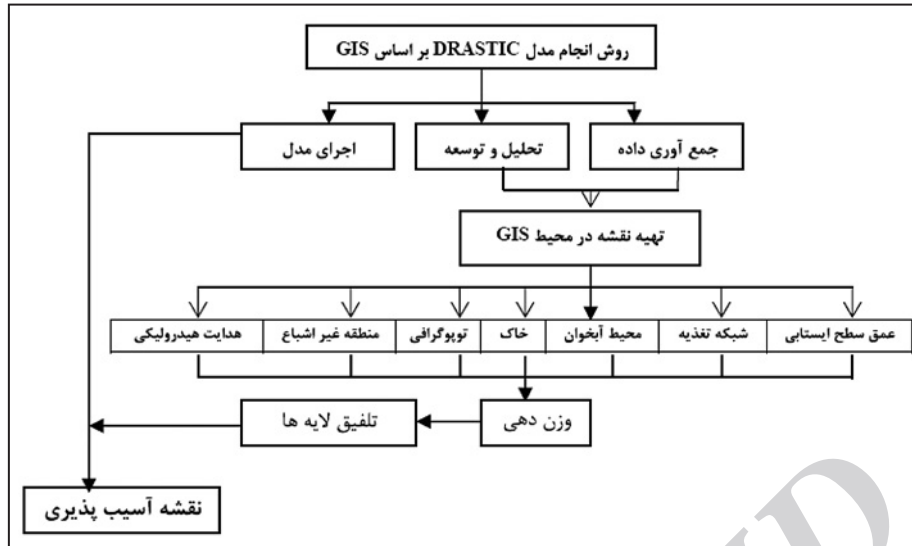 روش انجام مدل DRASTIC بر اساس GIS
جمع آوری داده
تحلیل و توسعه
اجرای مدل
تهیه نقشه در محیط GIS
عمق سطح ایستابی
شبکه تغذیه
محیط آبخوان
خاک
توپوگرافی
منطقه غیر اشباع
هدایت هیدرولیکی
وزن دهی
تلفیق لایه ها
نقشه آسیب پذیری